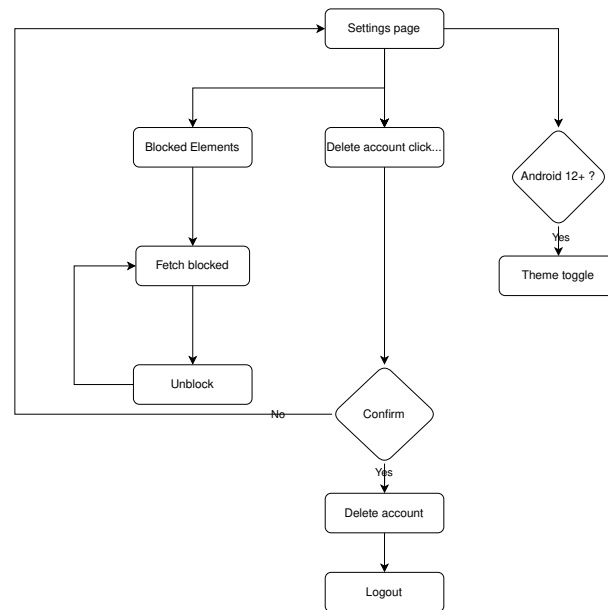 Settings page
Blocked Elements
Delete account click...
Android 12+ ?
Yes
Fetch blocked
Theme toggle
Unblock
Confirm
No
Yes
Delete account
Logout